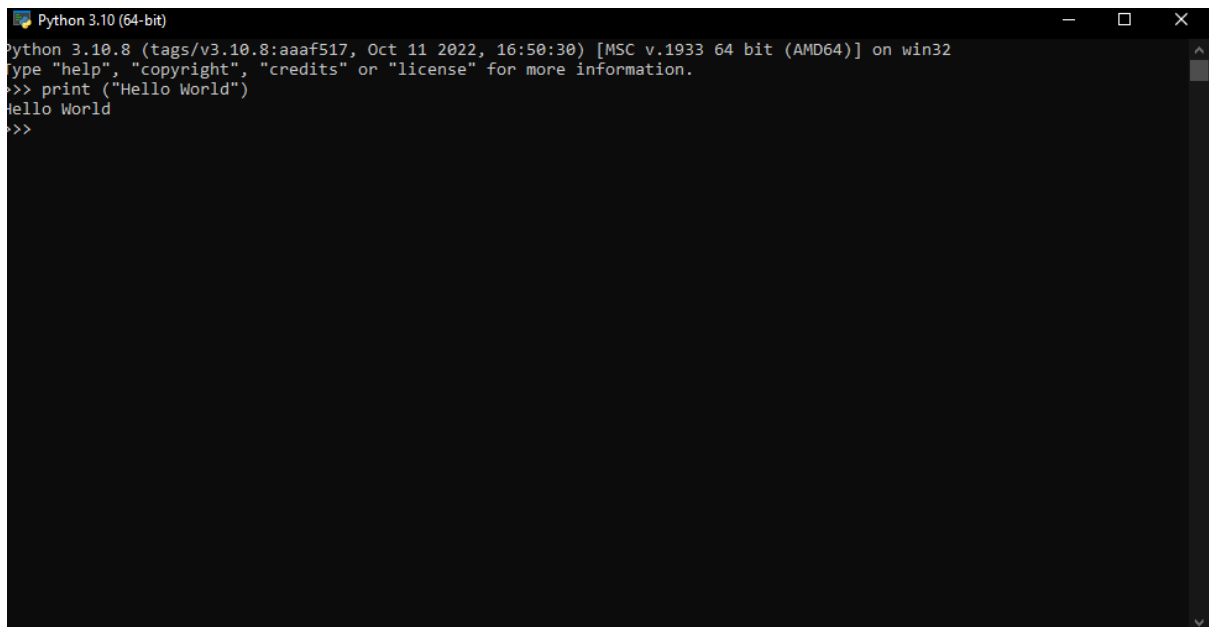 Python 3.10 (64-bit)
Python 3.10.8 (tags/v3.10.8:aaaf517, Oct 11 2022, 16:50:30) [MSC v.1933 64 bit (AMD64)] on win32
Type "help", "copyright", "credits" or "license" for more information.
>>> print ("Hello World")
Hello World
>>>